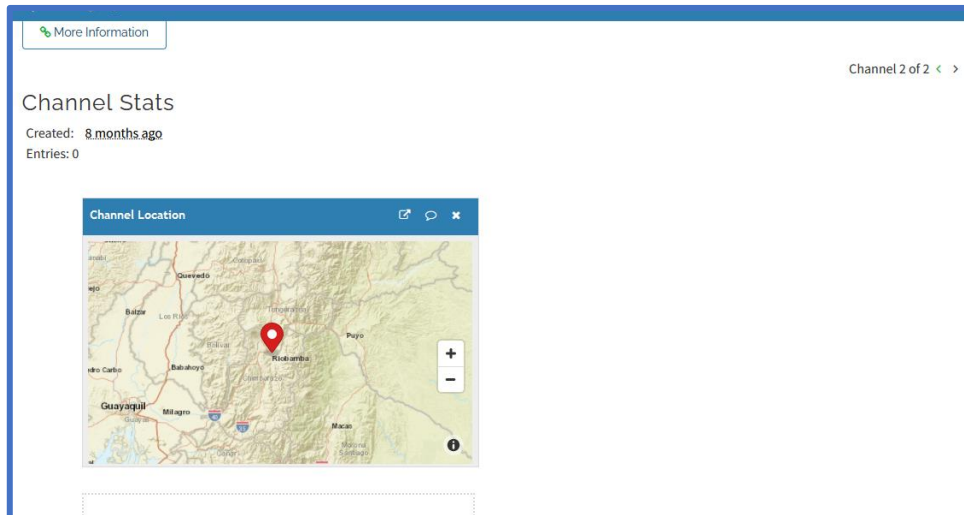 More Information
Channel 2 of 2 < >
Channel Stats
Created: 8 months ago
Entries: 0
Channel Location
Quevedo
Balzar
Puyo
Riobamba
Babahoyo
Guayaquil
Milagro
Macas